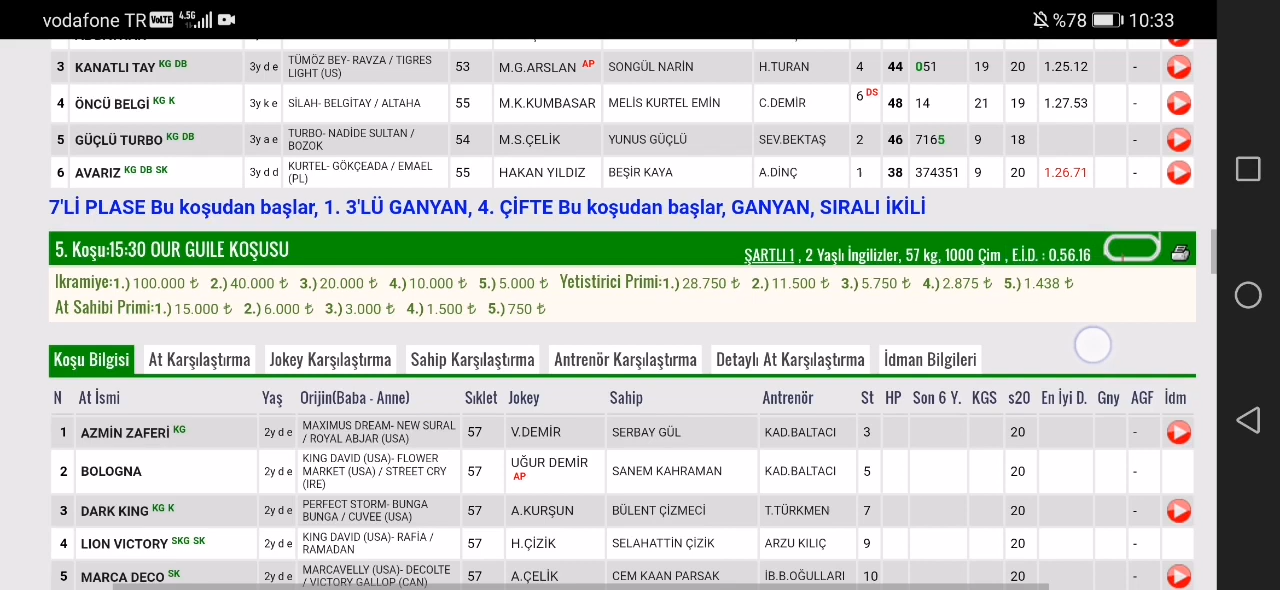 vodafone TR VoLTE 4.5G %78 10:33
3 KANATLI TAY KG DB 3y d e TÜMÖZ BEY- RAVZA / TIGRES LIGHT (US) 53 M.G.ARSLAN AP SONGÜL NARİN H.TURAN 4 44 051 19 20 1.25.12 -
4 ÖNCÜ BELGİ KG K 3y k e SİLAH- BELGİTAY / ALTAHA 55 M.K.KUMBASAR MELİS KURTEL EMİN C.DEMİR 6 DS 48 14 21 19 1.27.53 -
5 GÜÇLÜ TURBO KG DB 3y a e TURBO- NADİDE SULTAN / BOZOK 54 M.S.ÇELİK YUNUS GÜÇLÜ SEV.BEKTAŞ 2 46 7165 9 18 -
6 AVARIZ KG DB SK 3y d d KURTEL- GÖKÇEADA / EMAEL (PL) 55 HAKAN YILDIZ BEŞİR KAYA A.DİNÇ 1 38 374351 9 20 1.26.71 -
7'Lİ PLASE Bu koşudan başlar, 1. 3'LÜ GANYAN, 4. ÇİFTE Bu koşudan başlar, GANYAN, SIRALI İKİLİ
5. Koşu:15:30 OUR GUILE KOŞUSU ŞARTLI 1 , 2 Yaşlı İngilizler, 57 kg, 1000 Çim , E.İ.D. : 0.56.16
Ikramiye:1.) 100.000 ₺ 2.) 40.000 ₺ 3.) 20.000 ₺ 4.) 10.000 ₺ 5.) 5.000 ₺ Yetistirici Primi:1.) 28.750 ₺ 2.) 11.500 ₺ 3.) 5.750 ₺ 4.) 2.875 ₺ 5.) 1.438 ₺
At Sahibi Primi:1.) 15.000 ₺ 2.) 6.000 ₺ 3.) 3.000 ₺ 4.) 1.500 ₺ 5.) 750 ₺
Koşu Bilgisi At Karşılaştırma Jokey Karşılaştırma Sahip Karşılaştırma Antrenör Karşılaştırma Detaylı At Karşılaştırma İdman Bilgileri
N At İsmi Yaş Orijin(Baba - Anne) Sıklet Jokey Sahip Antrenör St HP Son 6 Y. KGS s20 En İyi D. Gny AGF İdm
1 AZMİN ZAFERİ KG 2y d e MAXIMUS DREAM- NEW SURAL / ROYAL ABJAR (USA) 57 V.DEMİR SERBAY GÜL KAD.BALTACI 3 20 -
2 BOLOGNA 2y d e KING DAVID (USA)- FLOWER MARKET (USA) / STREET CRY (IRE) 57 UĞUR DEMİR AP SANEM KAHRAMAN KAD.BALTACI 5 20 -
3 DARK KING KG K 2y d e PERFECT STORM- BUNGA BUNGA / CUVEE (USA) 57 A.KURŞUN BÜLENT ÇİZMECİ T.TÜRKMEN 7 20 -
4 LION VICTORY SKG SK 2y d e KING DAVID (USA)- RAFİA / RAMADAN 57 H.ÇİZİK SELAHATTİN ÇİZİK ARZU KILIÇ 9 20 -
5 MARCA DECO SK 2y d e MARCAVELLY (USA)- DECOLTE / VICTORY GALLOP (CAN) 57 A.ÇELİK CEM KAAN PARSAK İB.B.OĞULLARI 10 20 -